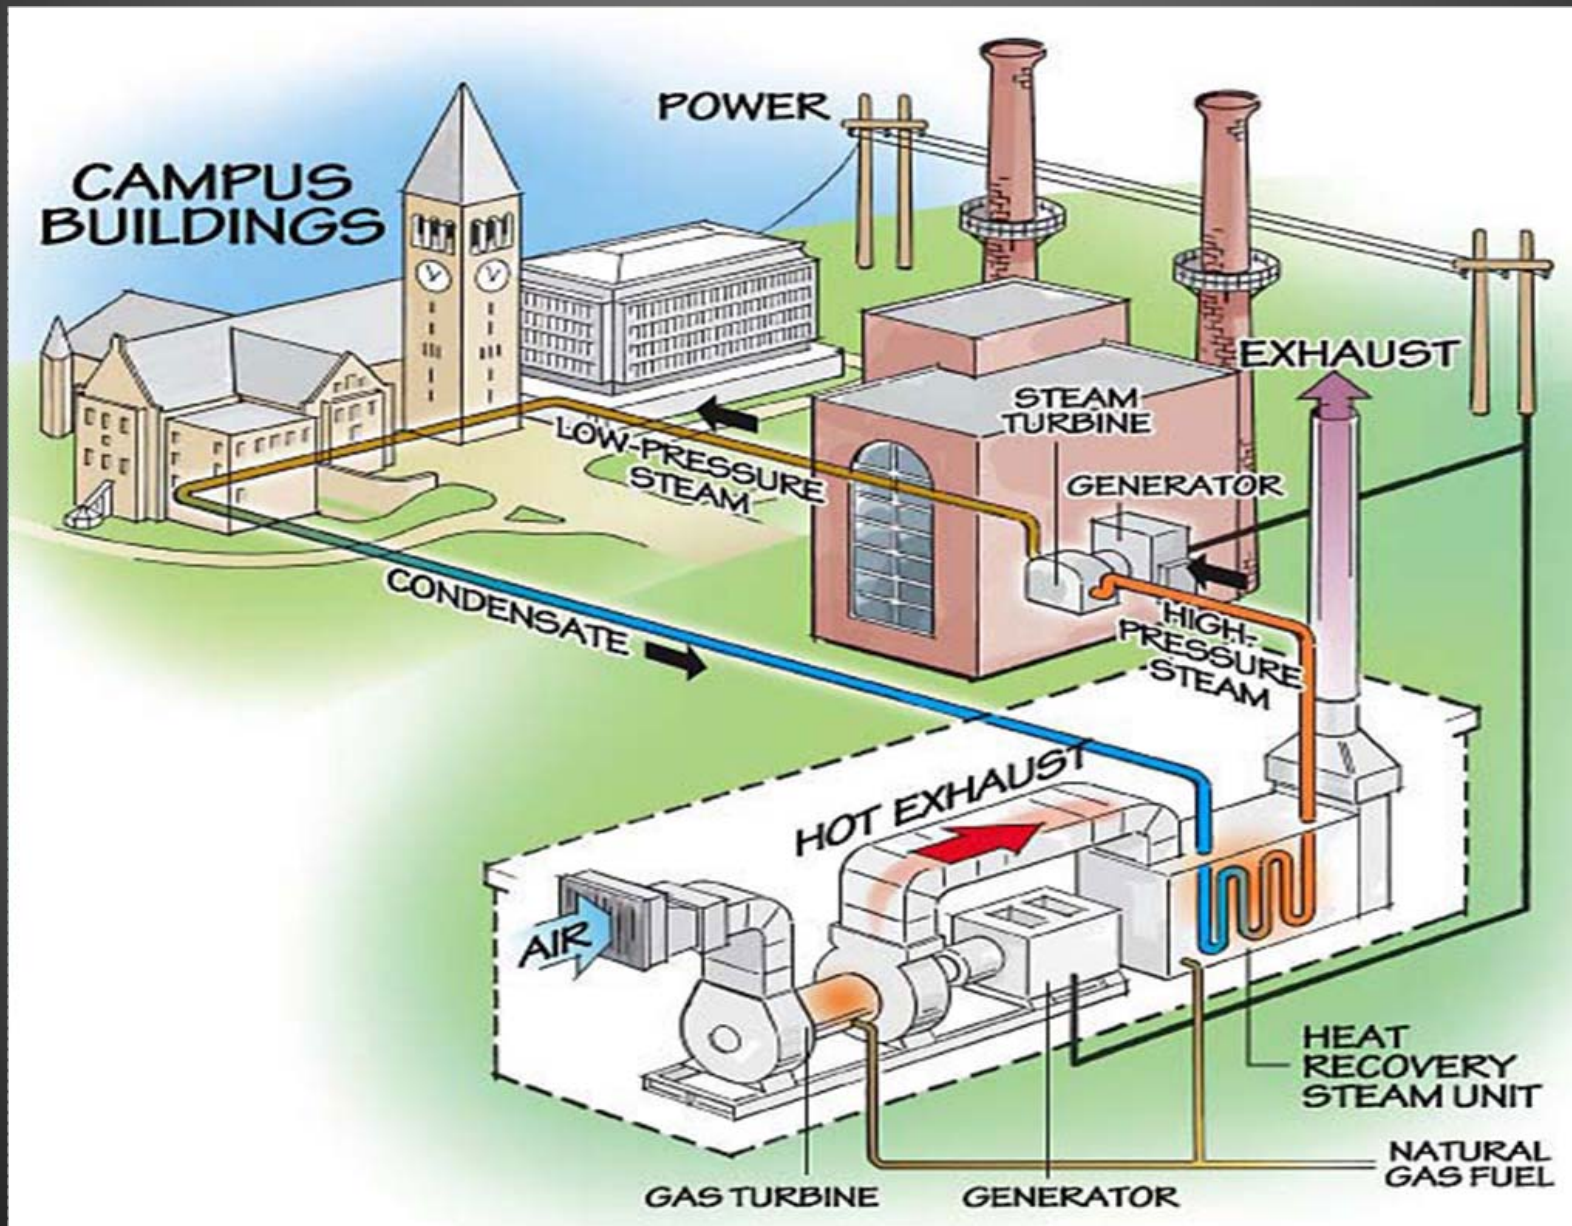 POWER
CAMPUS
BUILDINGS
EXHAUST
STEAM
TURBINE
GENERATOR
LOW-PRESSURE
STEAM
CONDENSATE
HIGH-
PRESSURE
STEAM
HOT EXHAUST
AIR
HEAT
RECOVERY
STEAM UNIT
NATURAL
GAS FUEL
GAS TURBINE
GENERATOR